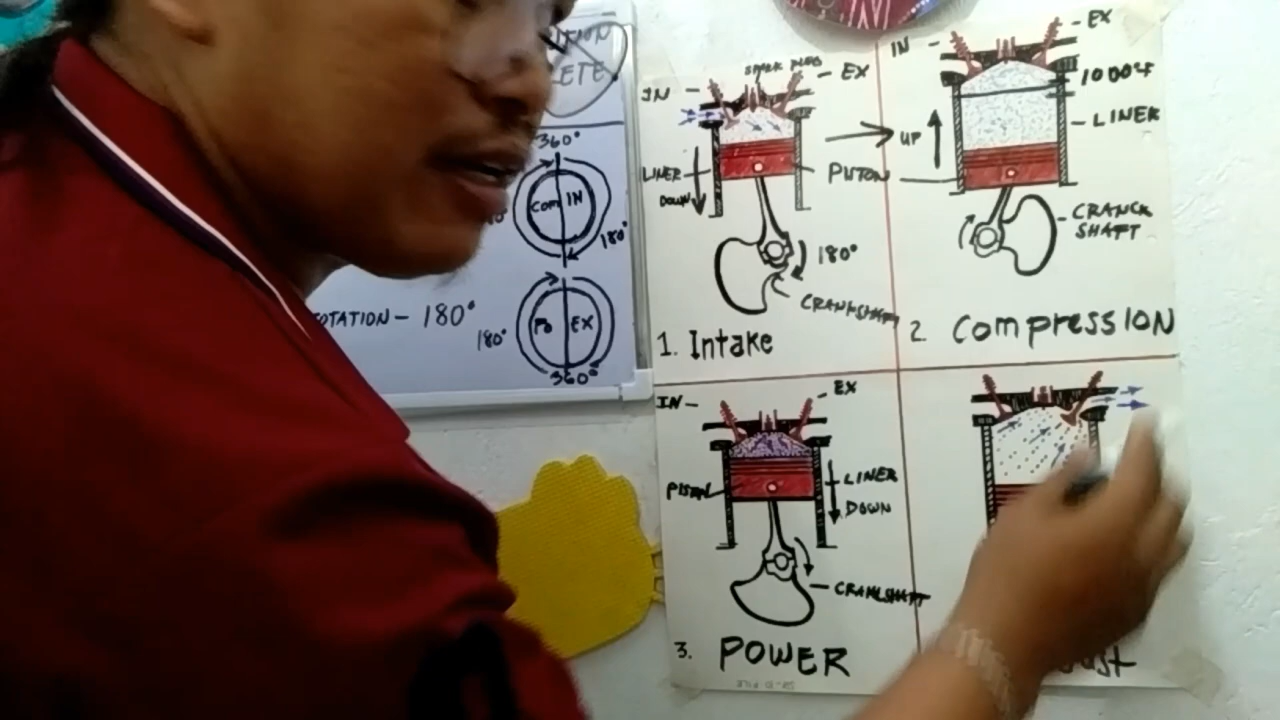 360°
COM IN
180°
ROTATION - 180°
PO EX
180°
360°
IN
SPARK PLUG
EX
LINER
DOWN
PISTON
180°
CRANKSHAFT
1. Intake
IN
EX
1000°F
UP
LINER
CRANCK
SHAFT
2 COMPRESSION
IN
EX
PISTON
LINER
DOWN
CRANKSHAFT
3. POWER